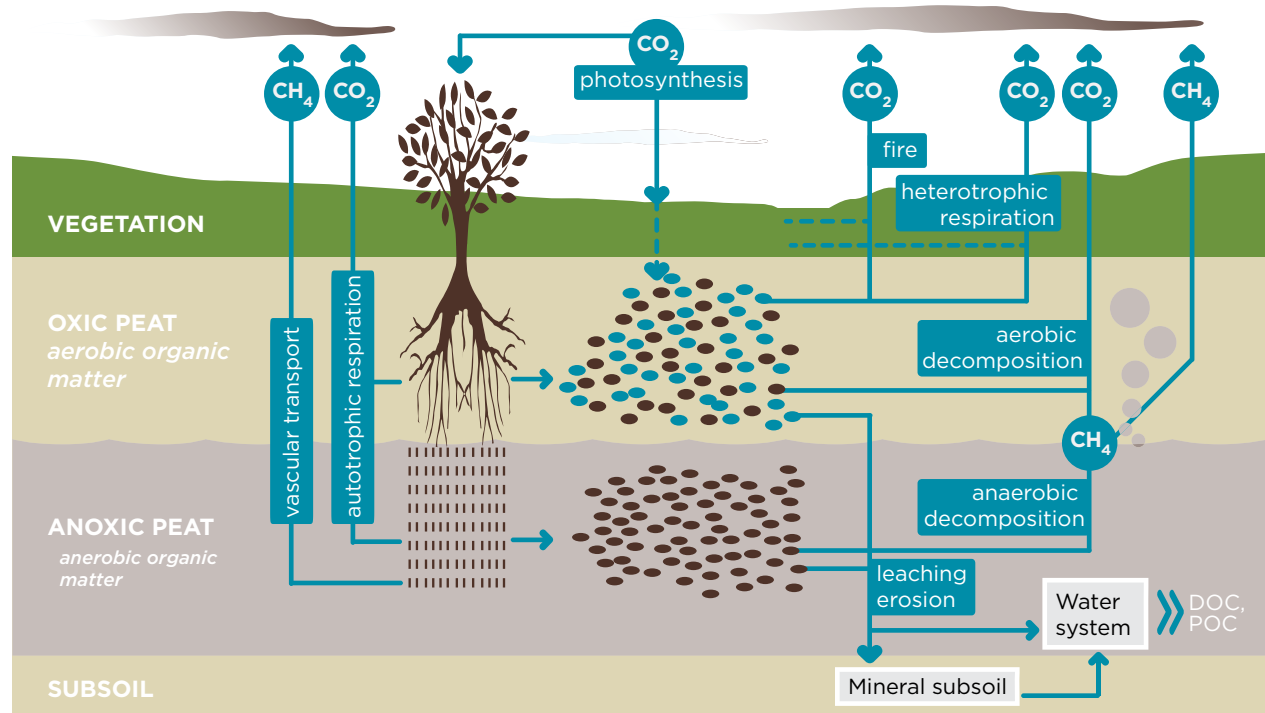 CO2
photosynthesis
CH4
CO2
CO2
CO2
CO2
CH4
fire
heterotrophic
respiration
VEGETATION
OXIC PEAT
aerobic organic
matter
vascular transport
autotrophic respiration
aerobic
decomposition
CH4
ANOXIC PEAT
anerobic organic
matter
anaerobic
decomposition
leaching
erosion
Water
system
DOC,
POC
SUBSOIL
Mineral subsoil